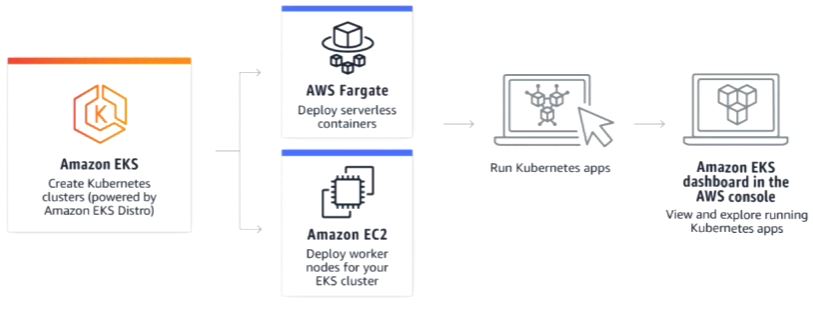 Amazon EKS
Create Kubernetes
clusters (powered by
Amazon EKS Distro)
AWS Fargate
Deploy serverless
containers
Amazon EC2
Deploy worker
nodes for your
EKS cluster
Run Kubernetes apps
Amazon EKS
dashboard in the
AWS console
View and explore running
Kubernetes apps